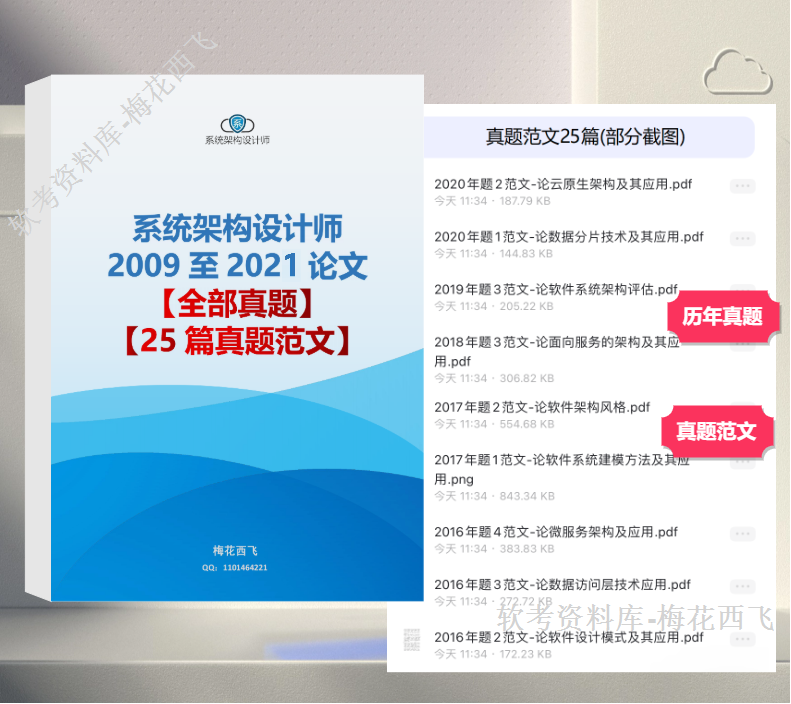 软考资料库-梅花西飞
系统架构设计师
系统架构设计师
2009 至 2021 论文
【全部真题】
【25 篇真题范文】
梅花西飞
QQ：1101464221
真题范文25篇(部分截图)
2020年题2范文-论云原生架构及其应用.pdf
今天 11:34 · 187.79 KB
2020年题1范文-论数据分片技术及其应用.pdf
今天 11:34 · 144.83 KB
2019年题3范文-论软件系统架构评估.pdf
今天 11:34 · 205.22 KB
历年真题
2018年题3范文-论面向服务的架构及其应
用.pdf
今天 11:34 · 306.82 KB
2017年题2范文-论软件架构风格.pdf
今天 11:34 · 554.68 KB
真题范文
2017年题1范文-论软件系统建模方法及其应
用.png
今天 11:34 · 843.34 KB
2016年题4范文-论微服务架构及应用.pdf
今天 11:34 · 383.83 KB
2016年题3范文-论数据访问层技术应用.pdf
今天 11:34 · 272.72 KB
软考资料库-梅花西飞
2016年题2范文-论软件设计模式及其应用.pdf
今天 11:34 · 172.23 KB